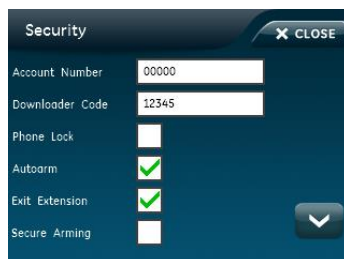 Security
X CLOSE
Account Number 00000
Downloader Code 12345
Phone Lock
Autoarm
Exit Extension
Secure Arming